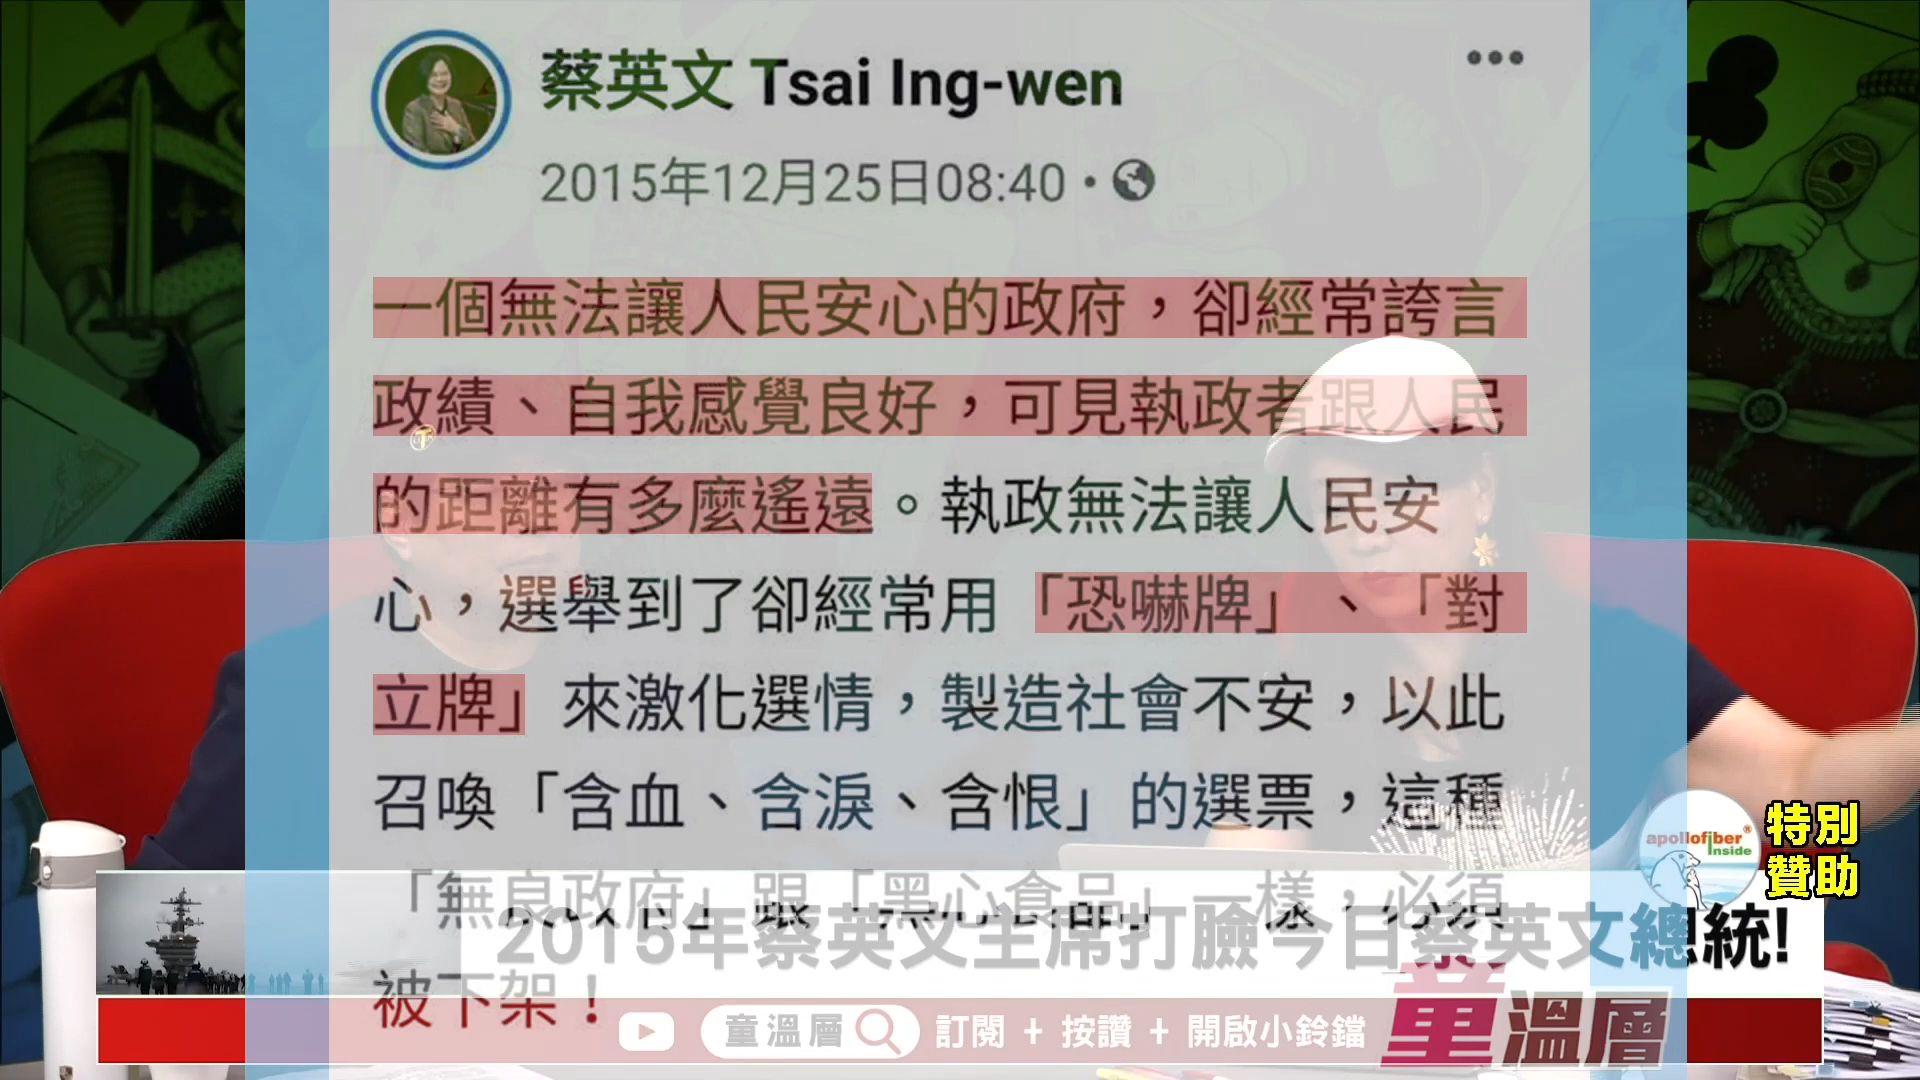 蔡英文 Tsai Ing-wen
2015年12月25日08:40
一個無法讓人民安心的政府，卻經常誇言
政績、自我感覺良好，可見執政者跟人民
的距離有多麼遙遠。執政無法讓人民安
心，選舉到了卻經常用「恐嚇牌」、「對
立牌」來激化選情，製造社會不安，以此
召喚「含血、含淚、含恨」的選票，這種
「無良政府」跟「黑心食品」一樣，必須
被下架！
apollofiber®
Inside
特別
贊助
2015年蔡英文主席打臉今日蔡英文總統!
童溫層
訂閱 + 按讚 + 開啟小鈴鐺
童溫層